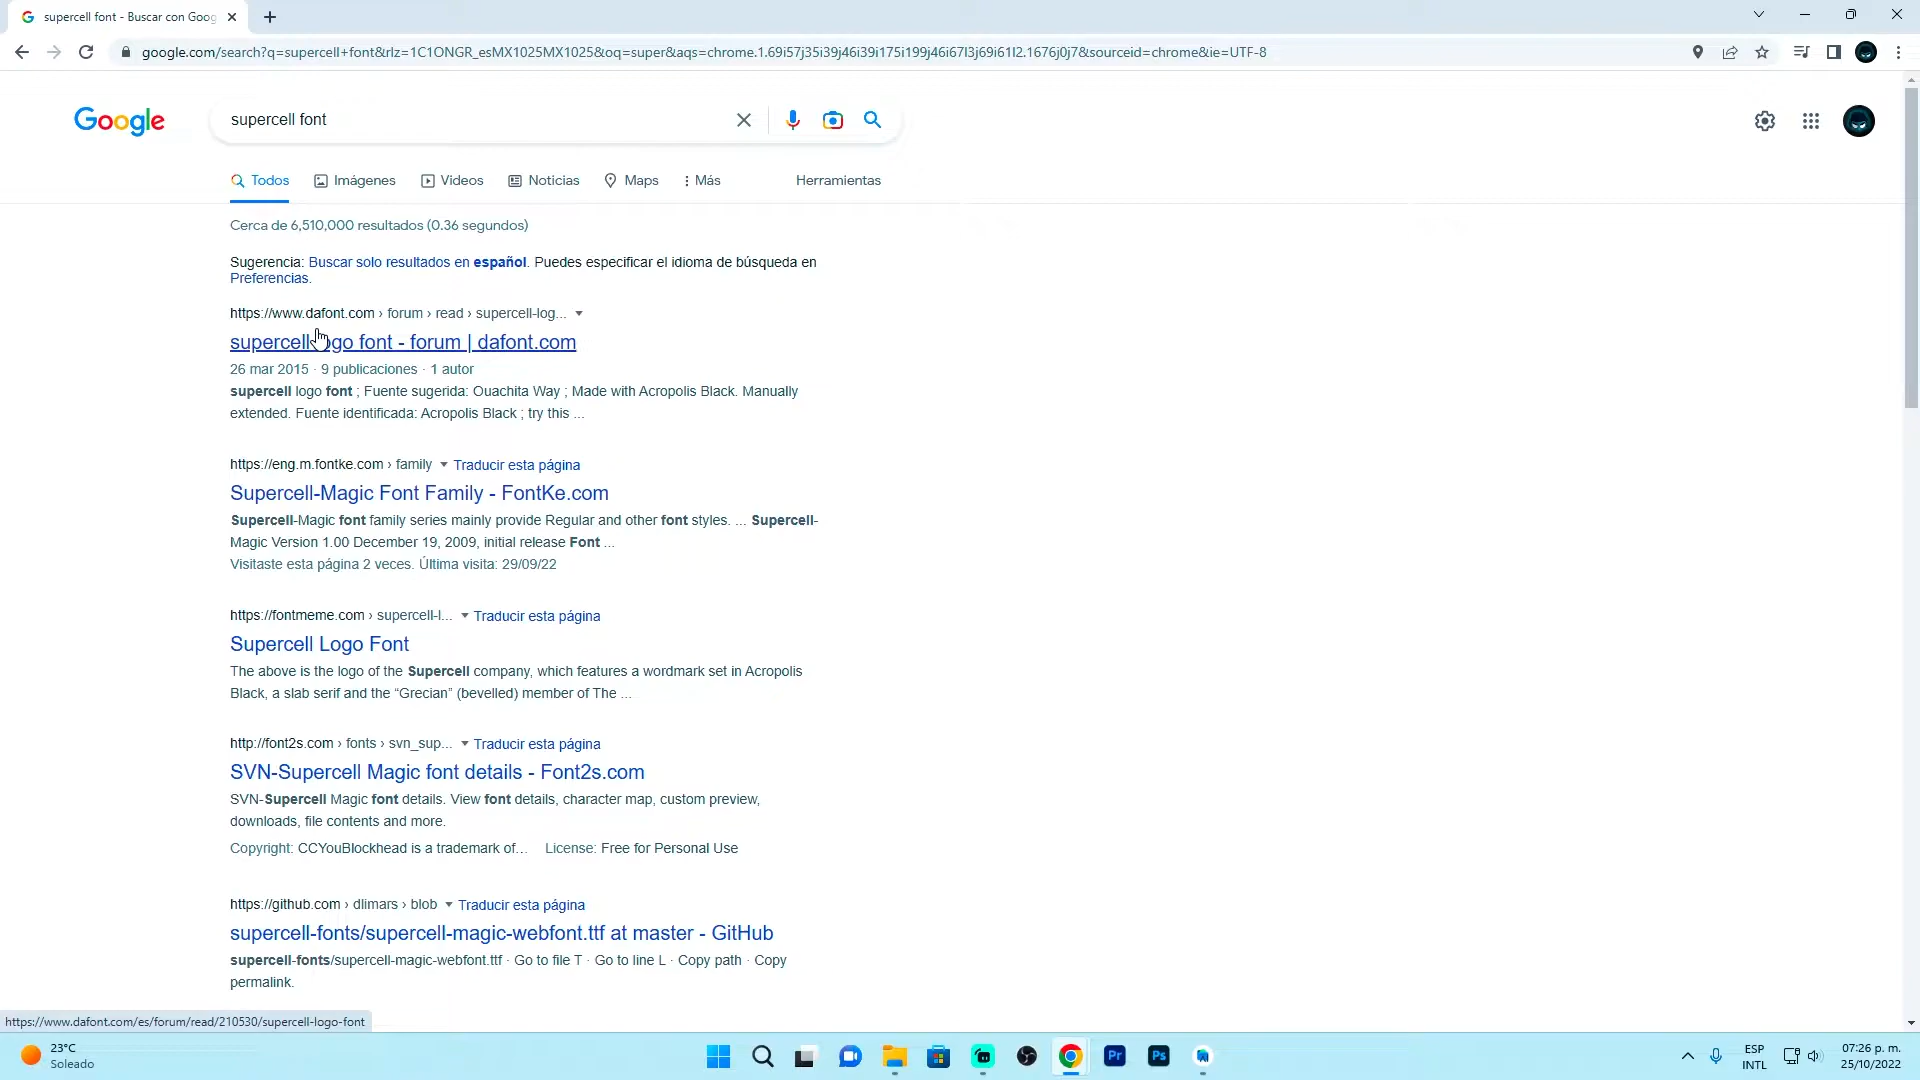 supercell font - Buscar con Goog
google.com/search?q=supercell+font&rlz=1C1ONGR_esMX1025MX1025&oq=super&aqs=chrome.1.69i57j35i39j46i39i175i199j46i67l3j69i61l2.1676j0j7&sourceid=chrome&ie=UTF-8
Google
supercell font
Todos Imágenes Videos Noticias Maps Más Herramientas
Cerca de 6,510,000 resultados (0.36 segundos)
Sugerencia: Buscar solo resultados en español. Puedes especificar el idioma de búsqueda en
Preferencias.
https://www.dafont.com › forum › read › supercell-log...
supercell logo font - forum | dafont.com
26 mar 2015 · 9 publicaciones · 1 autor
supercell logo font ; Fuente sugerida: Ouachita Way ; Made with Acropolis Black. Manually
extended. Fuente identificada: Acropolis Black ; try this ...
https://eng.m.fontke.com › family Traducir esta página
Supercell-Magic Font Family - FontKe.com
Supercell-Magic font family series mainly provide Regular and other font styles. ... Supercell-
Magic Version 1.00 December 19, 2009, initial release Font ...
Visitaste esta página 2 veces. Última visita: 29/09/22
https://fontmeme.com › supercell-l... Traducir esta página
Supercell Logo Font
The above is the logo of the Supercell company, which features a wordmark set in Acropolis
Black, a slab serif and the “Grecian” (bevelled) member of The ...
http://font2s.com › fonts › svn_sup... Traducir esta página
SVN-Supercell Magic font details - Font2s.com
SVN-Supercell Magic font details. View font details, character map, custom preview,
downloads, file contents and more.
Copyright: CCYouBlockhead is a trademark of... License: Free for Personal Use
https://github.com › dlimars › blob Traducir esta página
supercell-fonts/supercell-magic-webfont.ttf at master - GitHub
supercell-fonts/supercell-magic-webfont.ttf · Go to file T · Go to line L · Copy path · Copy
permalink.
https://www.dafont.com/es/forum/read/210530/supercell-logo-font
23°C
Soleado
Pr
Ps
ESP
INTL
07:26 p. m.
25/10/2022